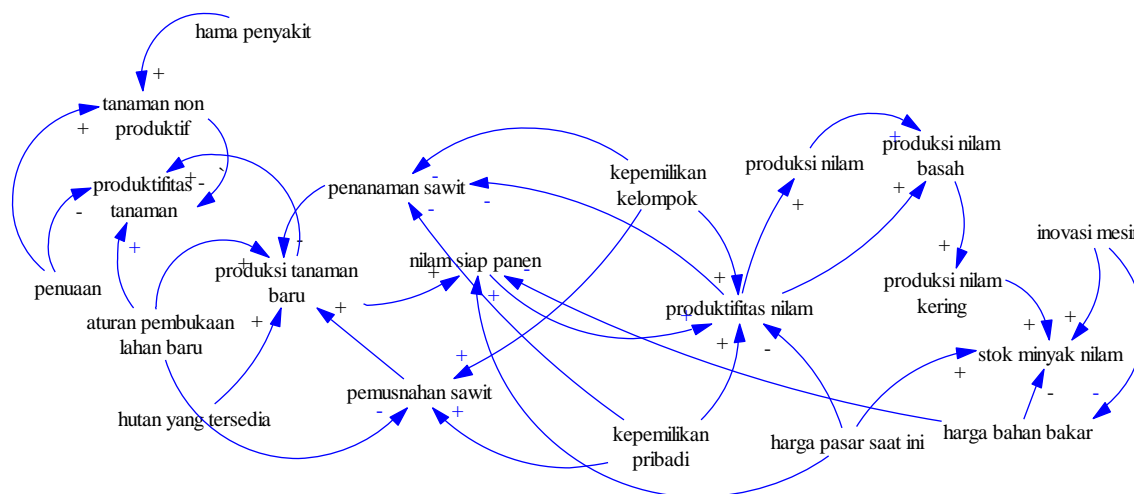 hama penyakit
tanaman non
produktif
produktifitas
tanaman
penuaan
aturan pembukaan
lahan baru
hutan yang tersedia
penanaman sawit
produksi tanaman
baru
nilam siap panen
pemusnahan sawit
kepemilikan
kelompok
kepemilikan
pribadi
produktifitas nilam
produksi nilam
produksi nilam
basah
produksi nilam
kering
inovasi mesin
stok minyak nilam
harga pasar saat ini
harga bahan bakar